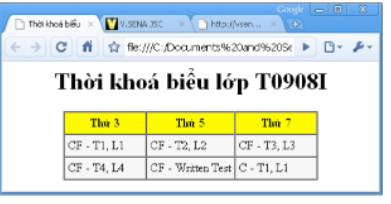 Google
Thời khoá biểu
V.SENA JSC
http://vsen...
file:///C:/Documents%20and%20Se
Thời khoá biểu lớp T0908I
Thứ 3 Thứ 5 Thứ 7
CF - T1, L1 CF - T2, L2 CF - T3, L3
CF - T4, L4 CF - Written Test C - T1, L1